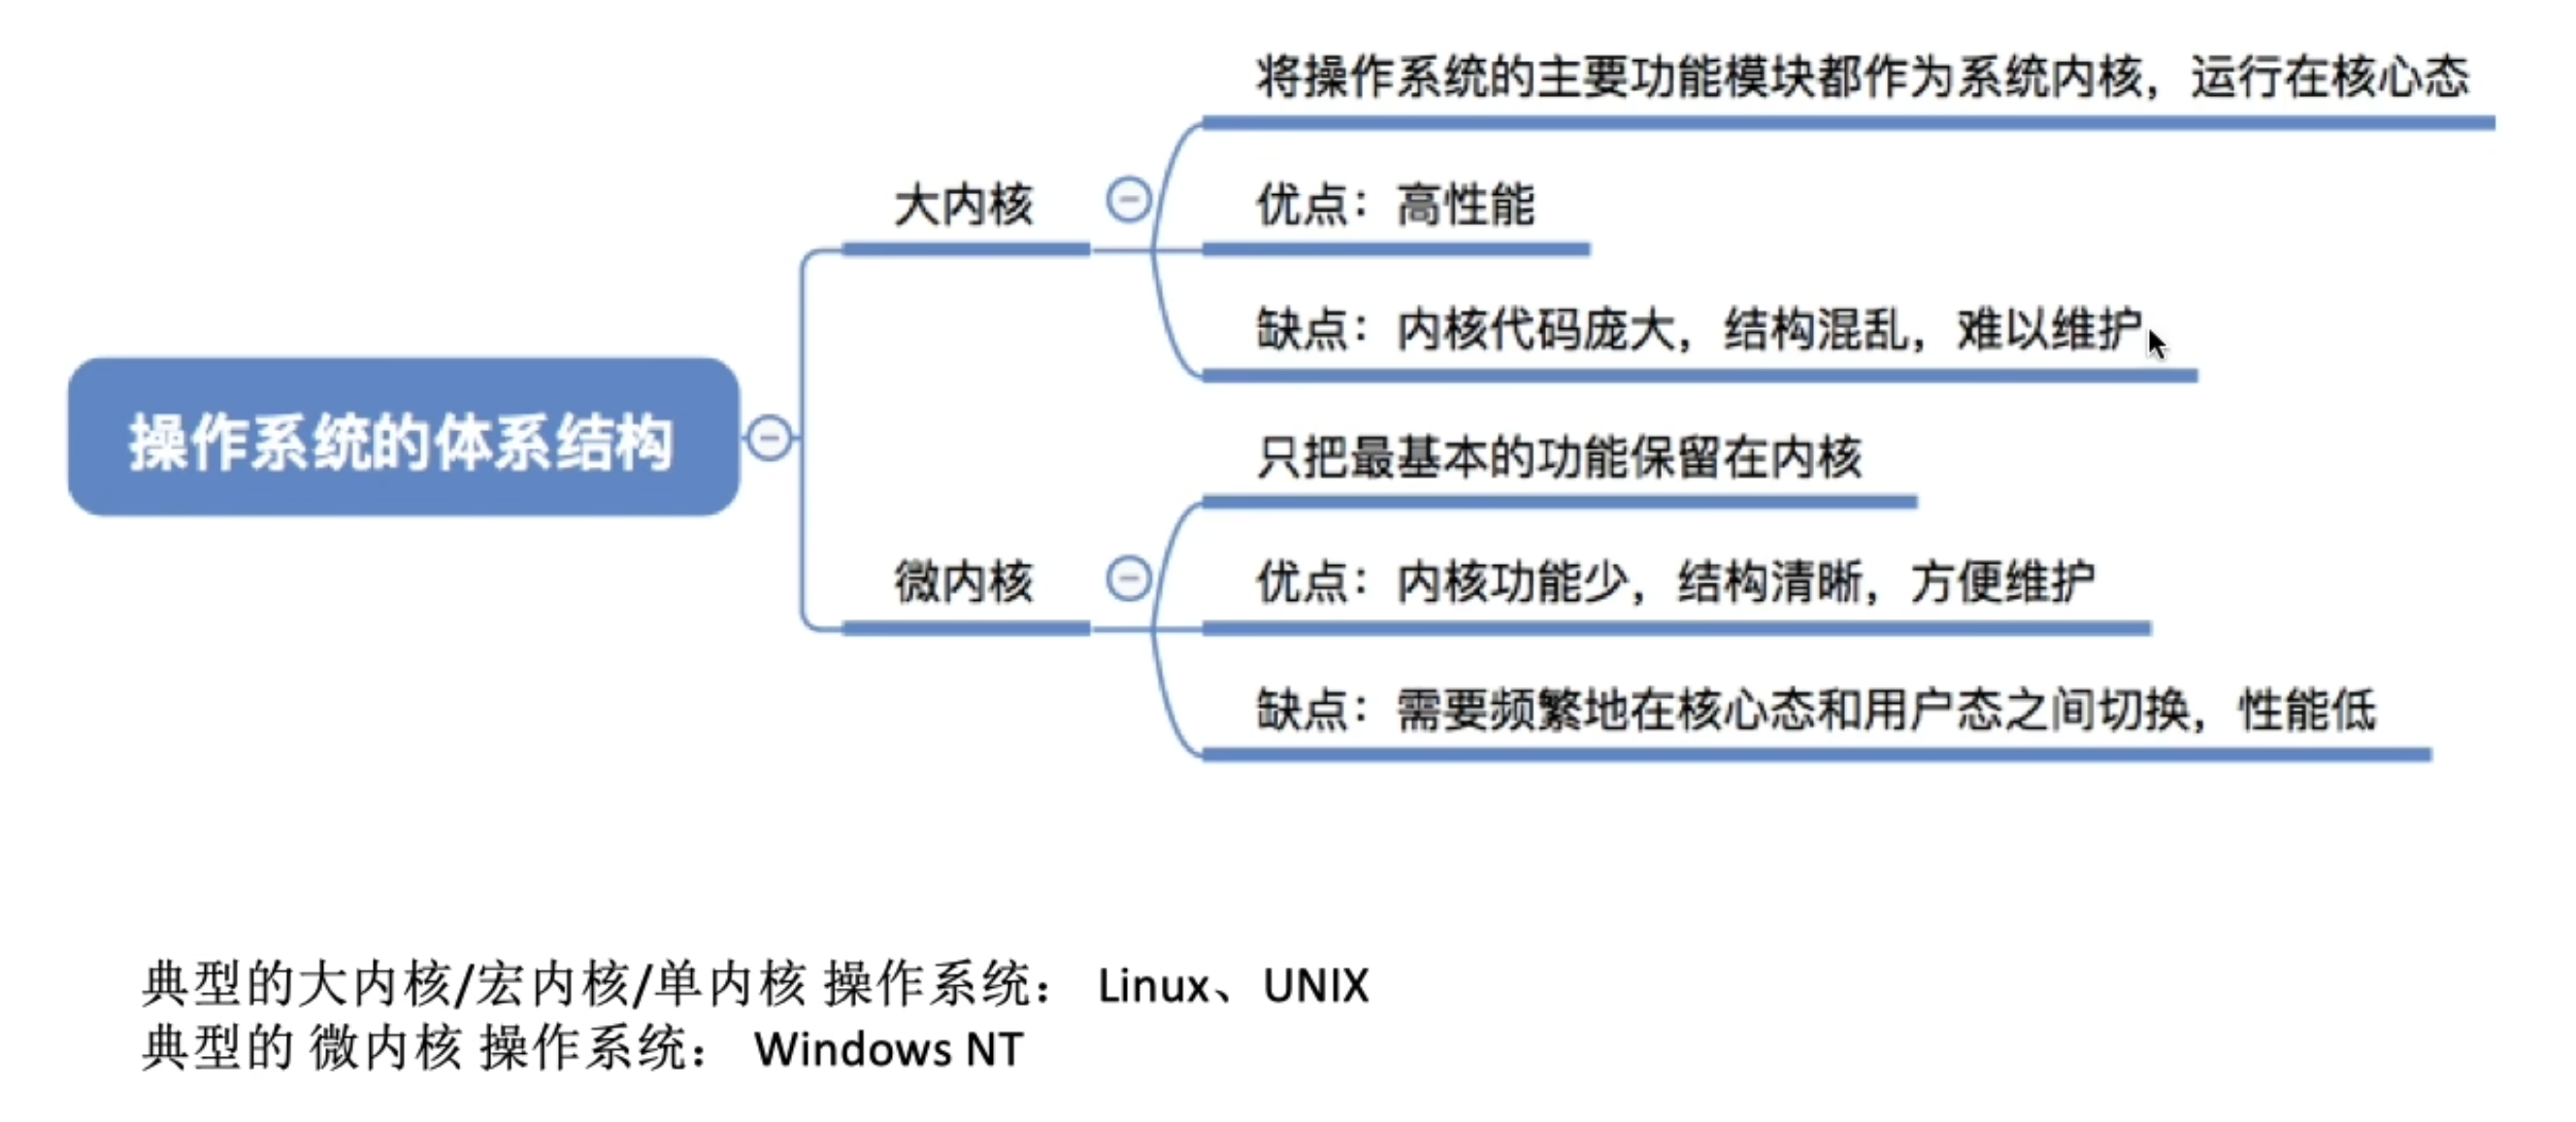 将操作系统的主要功能模块都作为系统内核，运行在核心态
大内核
优点：高性能
缺点：内核代码庞大，结构混乱，难以维护
操作系统的体系结构
只把最基本的功能保留在内核
微内核
优点：内核功能少，结构清晰，方便维护
缺点：需要频繁地在核心态和用户态之间切换，性能低
典型的大内核/宏内核/单内核 操作系统： Linux、UNIX
典型的 微内核 操作系统： Windows NT